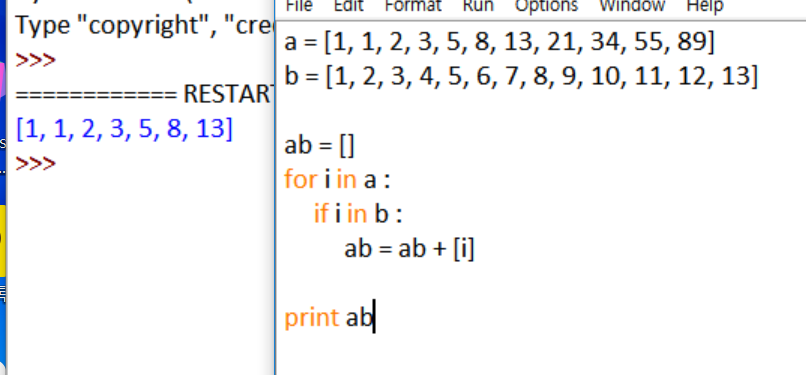 Type "copyright", "cre
>>>
============ RESTAR
[1, 1, 2, 3, 5, 8, 13]
>>>
File Edit Format Run Options Window Help
a = [1, 1, 2, 3, 5, 8, 13, 21, 34, 55, 89]
b = [1, 2, 3, 4, 5, 6, 7, 8, 9, 10, 11, 12, 13]
ab = []
for i in a :
if i in b :
ab = ab + [i]
print ab